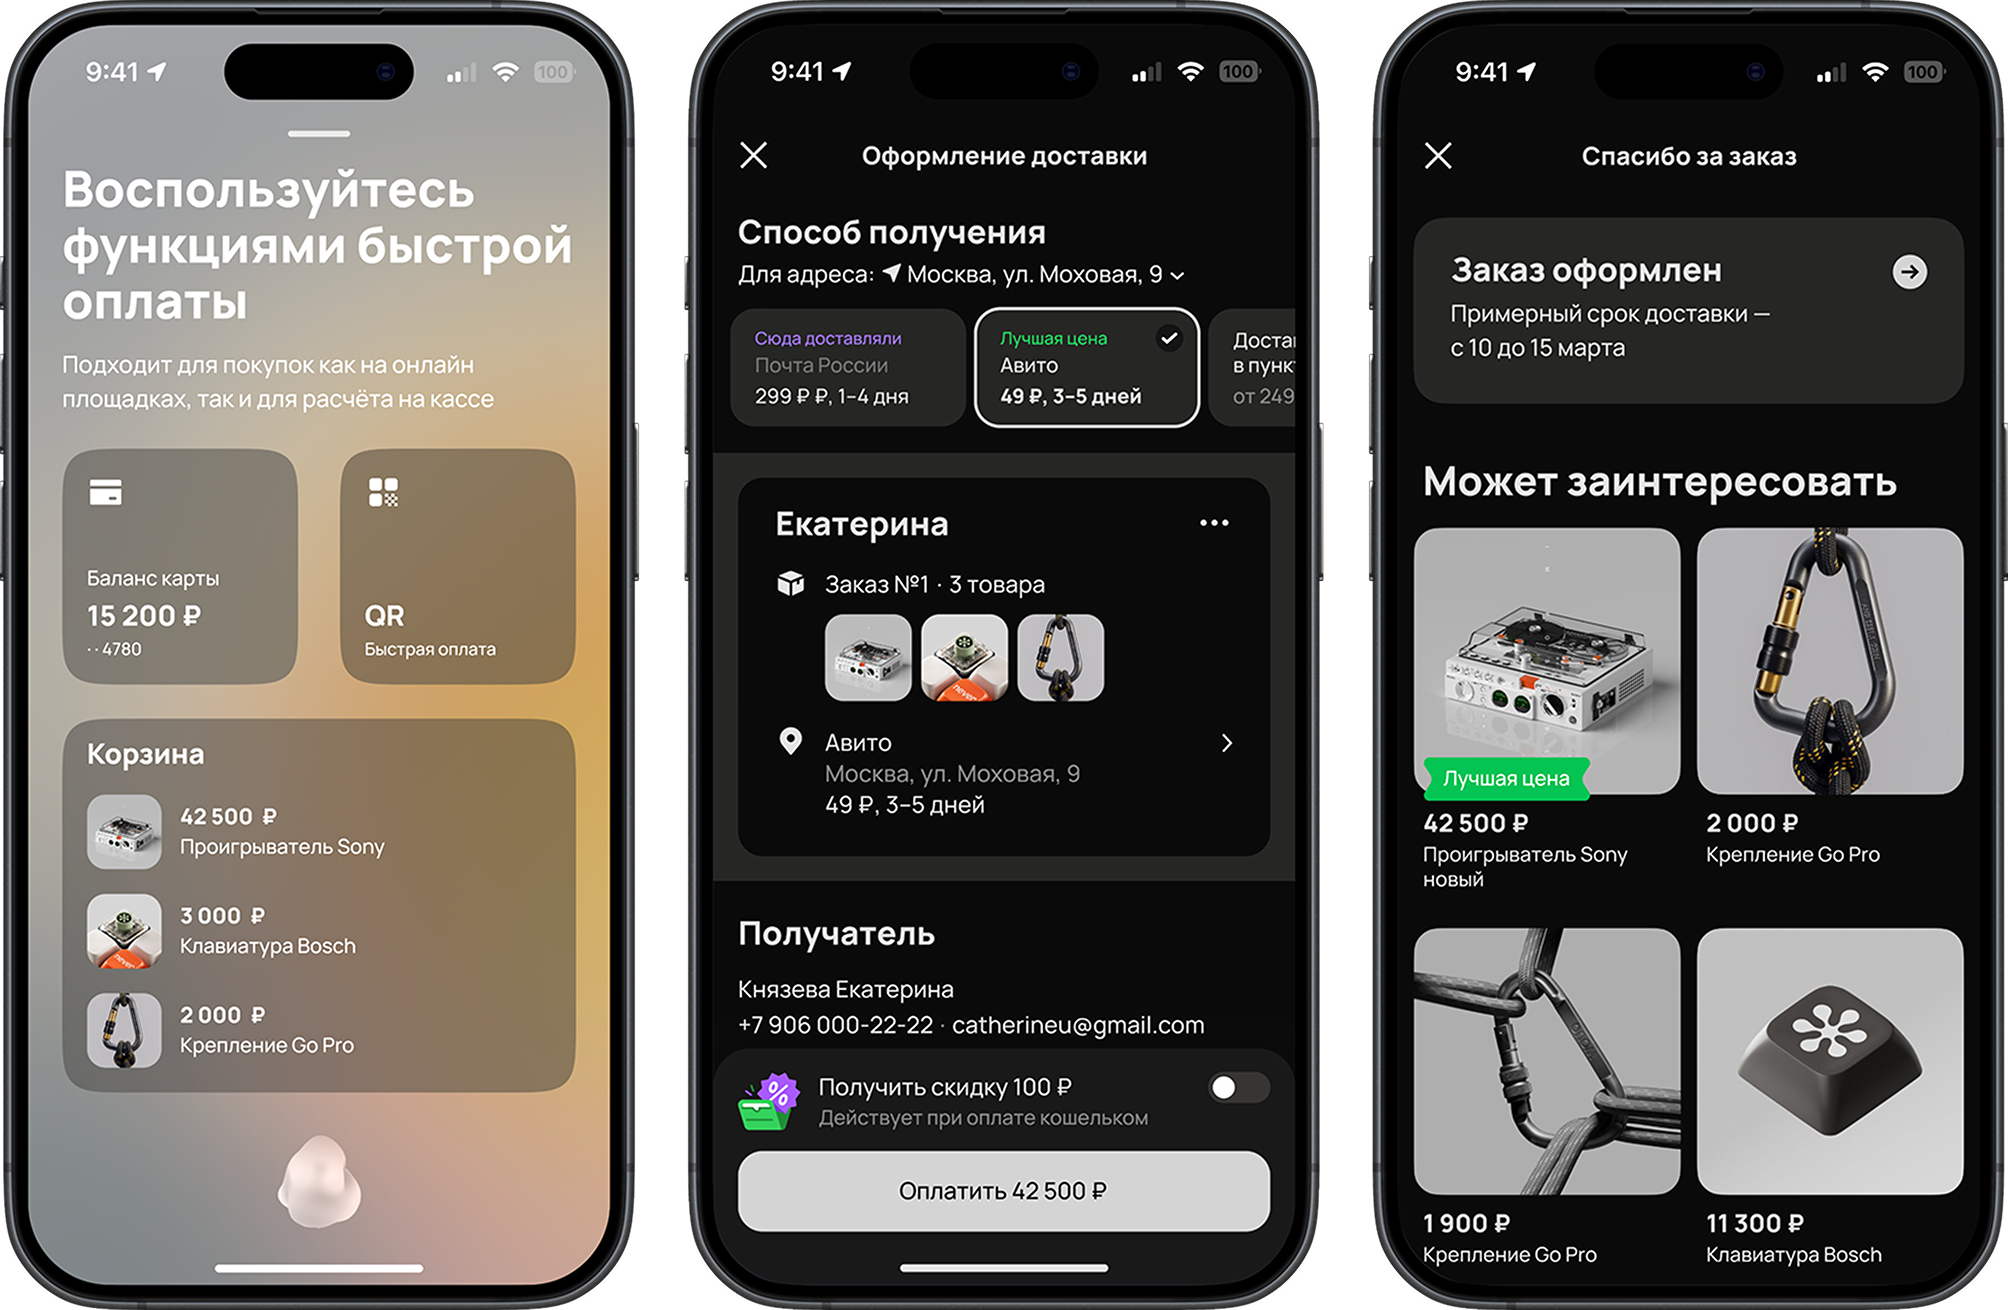 9:41
100
Воспользуйтесь
функциями быстрой
оплаты
Подходит для покупок как на онлайн
площадках, так и для расчёта на кассе
Баланс карты
15 200 ₽
·· 4780
QR
Быстрая оплата
Корзина
42 500 ₽
Проигрыватель Sony
never
3 000 ₽
Клавиатура Bosch
2 000 ₽
Крепление Go Pro
9:41
100
Оформление доставки
Способ получения
Для адреса: Москва, ул. Моховая, 9
Сюда доставляли
Почта России
299 ₽ ₽, 1–4 дня
Лучшая цена
Авито
49 ₽, 3–5 дней
Доста
в пунк
от 249
Екатерина
Заказ №1 · 3 товара
never
Авито
Москва, ул. Моховая, 9
49 ₽, 3–5 дней
Получатель
Князева Екатерина
+7 906 000-22-22 · catherineu@gmail.com
%
Получить скидку 100 ₽
Действует при оплате кошельком
Оплатить 42 500 ₽
9:41
100
Спасибо за заказ
Заказ оформлен
Примерный срок доставки —
с 10 до 15 марта
Может заинтересовать
Лучшая цена
42 500 ₽
Проигрыватель Sony
новый
2 000 ₽
Крепление Go Pro
1 900 ₽
Крепление Go Pro
11 300 ₽
Клавиатура Bosch